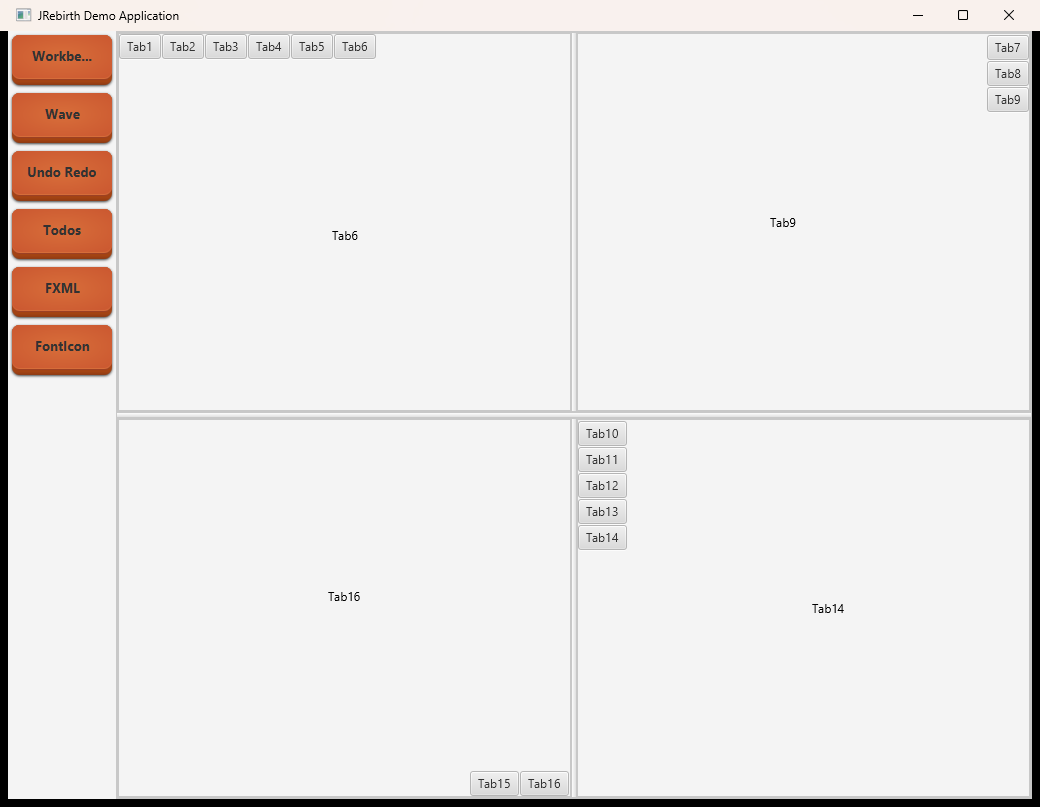 JRebirth Demo Application
Workbe...
Wave
Undo Redo
Todos
FXML
FontIcon
Tab1 Tab2 Tab3 Tab4 Tab5 Tab6
Tab6
Tab7
Tab8
Tab9
Tab9
Tab16
Tab15 Tab16
Tab10
Tab11
Tab12
Tab13
Tab14
Tab14